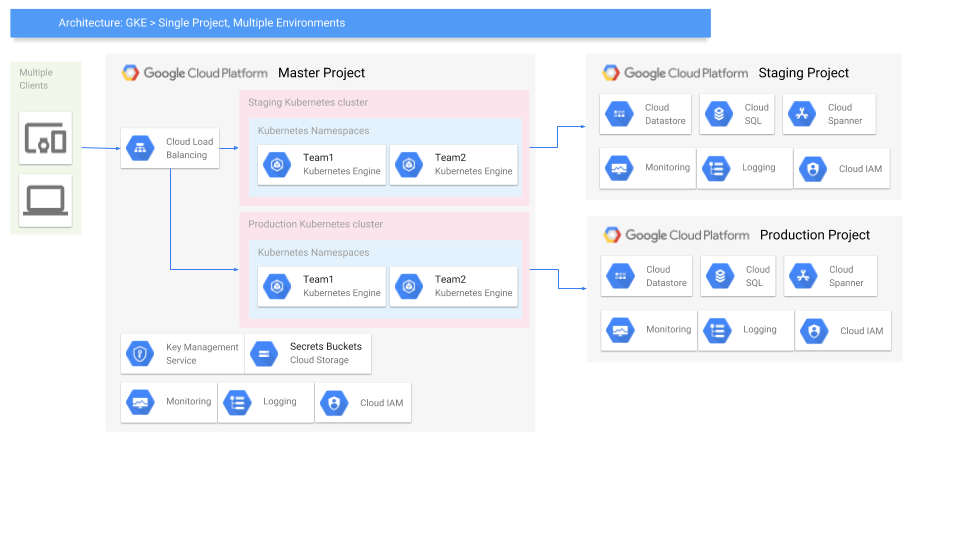 Architecture: GKE > Single Project, Multiple Environments
Multiple
Clients
Google Cloud Platform Master Project
Cloud Load
Balancing
Staging Kubernetes cluster
Kubernetes Namespaces
Team1
Kubernetes Engine
Team2
Kubernetes Engine
Production Kubernetes cluster
Kubernetes Namespaces
Team1
Kubernetes Engine
Team2
Kubernetes Engine
Key Management
Service
Secrets Buckets
Cloud Storage
Monitoring
Logging
Cloud IAM
Google Cloud Platform Staging Project
Cloud
Datastore
Cloud
SQL
Cloud
Spanner
Monitoring
Logging
Cloud IAM
Google Cloud Platform Production Project
Cloud
Datastore
Cloud
SQL
Cloud
Spanner
Monitoring
Logging
Cloud IAM